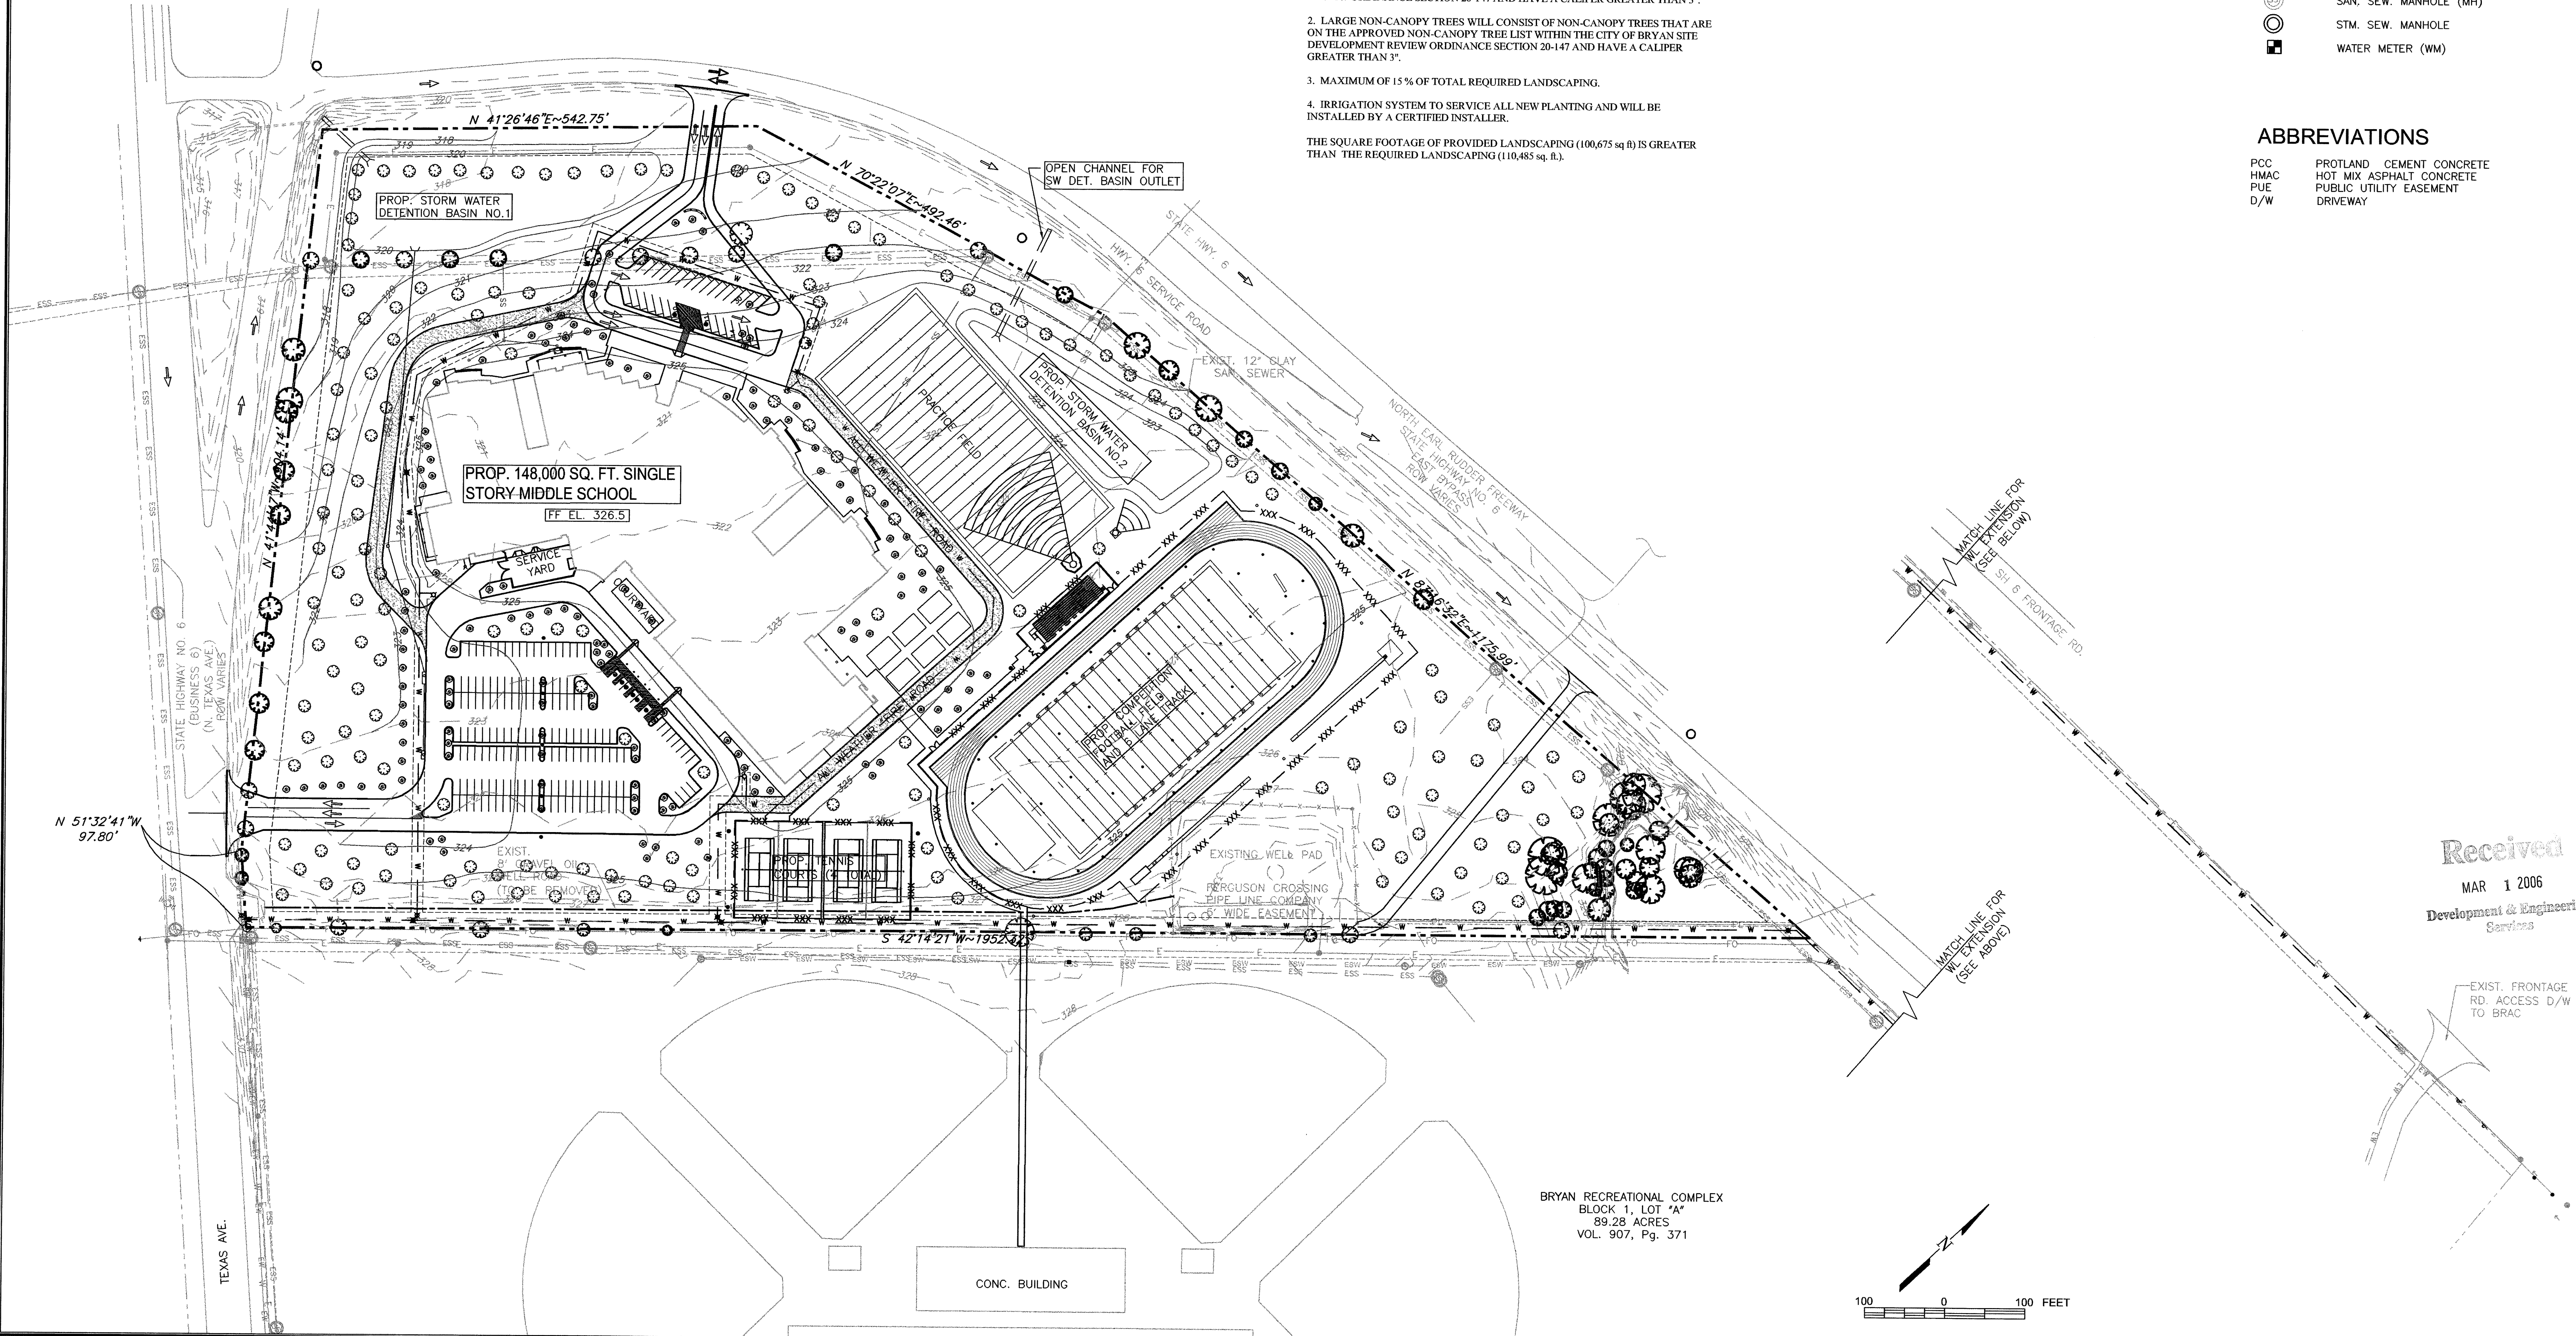 2. LARGE NON-CANOPY TREES WILL CONSIST OF NON-CANOPY TREES THAT ARE
ON THE APPROVED NON-CANOPY TREE LIST WITHIN THE CITY OF BRYAN SITE
DEVELOPMENT REVIEW ORDINANCE SECTION 20-147 AND HAVE A CALIPER
GREATER THAN 3".
3. MAXIMUM OF 15 % OF TOTAL REQUIRED LANDSCAPING.
4. IRRIGATION SYSTEM TO SERVICE ALL NEW PLANTING AND WILL BE
INSTALLED BY A CERTIFIED INSTALLER.
THE SQUARE FOOTAGE OF PROVIDED LANDSCAPING (100,675 sq ft) IS GREATER
THAN THE REQUIRED LANDSCAPING (110,485 sq. ft.).
SAN. SEW. MANHOLE (MH)
STM. SEW. MANHOLE
WATER METER (WM)
ABBREVIATIONS
PCC PROTLAND CEMENT CONCRETE
HMAC HOT MIX ASPHALT CONCRETE
PUE PUBLIC UTILITY EASEMENT
D/W DRIVEWAY
N 41°26'46"E~542.75'
N 70°22'07"E~492.46'
OPEN CHANNEL FOR
SW DET. BASIN OUTLET
PROP. STORM WATER
DETENTION BASIN NO.1
STATE HWY. 6
HWY. 6 SERVICE ROAD
EXIST. 12" CLAY
SAN. SEWER
PROP. STORM WATER
DETENTION BASIN NO.2
PRACTICE FIELD
NORTH EARL RUDDER FREEWAY
STATE HIGHWAY NO. 6
EAST BYPASS
ROW VARIES
PROP. 148,000 SQ. FT. SINGLE
STORY MIDDLE SCHOOL
FF EL. 326.5
ALL WEATHER "FIRE" ROAD
SERVICE
YARD
MATCH LINE FOR
WL EXTENSION
(SEE BELOW)
SH 6 FRONTAGE RD.
STATE HIGHWAY NO. 6
(BUSINESS 6)
(N. TEXAS AVE.)
ROW VARIES
ALL WEATHER "FIRE" ROAD
PROP. COMPETITION
FOOTBALL FIELD
AND 6 LANE TRACK
N 51°32'41"W
97.80'
EXIST.
8' GRAVEL OIL
WELL ROAD
(TO BE REMOVED)
PROP. TENNIS
COURTS (4 TOTAL)
EXISTING WELL PAD
FERGUSON CROSSING
PIPE LINE COMPANY
MATCH LINE FOR
WL EXTENSION
(SEE ABOVE)
Received
MAR 1 2006
Development & Engineeri
Services
EXIST. FRONTAGE
RD. ACCESS D/W
TO BRAC
BRYAN RECREATIONAL COMPLEX
BLOCK 1, LOT "A"
89.28 ACRES
VOL. 907, Pg. 371
TEXAS AVE.
CONC. BUILDING
N
100 0 100 FEET